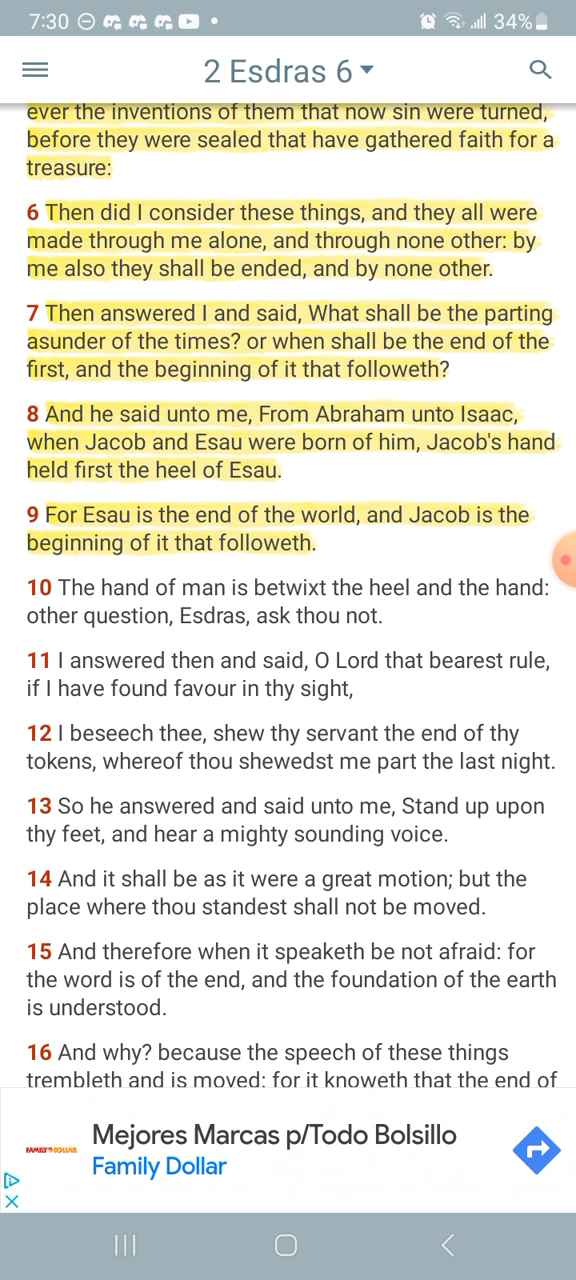 7:30 34%
2 Esdras 6
ever the inventions of them that now sin were turned,
before they were sealed that have gathered faith for a
treasure:
6 Then did I consider these things, and they all were
made through me alone, and through none other: by
me also they shall be ended, and by none other.
7 Then answered I and said, What shall be the parting
asunder of the times? or when shall be the end of the
first, and the beginning of it that followeth?
8 And he said unto me, From Abraham unto Isaac,
when Jacob and Esau were born of him, Jacob's hand
held first the heel of Esau.
9 For Esau is the end of the world, and Jacob is the
beginning of it that followeth.
10 The hand of man is betwixt the heel and the hand:
other question, Esdras, ask thou not.
11 I answered then and said, O Lord that bearest rule,
if I have found favour in thy sight,
12 I beseech thee, shew thy servant the end of thy
tokens, whereof thou shewedst me part the last night.
13 So he answered and said unto me, Stand up upon
thy feet, and hear a mighty sounding voice.
14 And it shall be as it were a great motion; but the
place where thou standest shall not be moved.
15 And therefore when it speaketh be not afraid: for
the word is of the end, and the foundation of the earth
is understood.
16 And why? because the speech of these things
trembleth and is moved: for it knoweth that the end of
FAMILY DOLLAR
Mejores Marcas p/Todo Bolsillo
Family Dollar